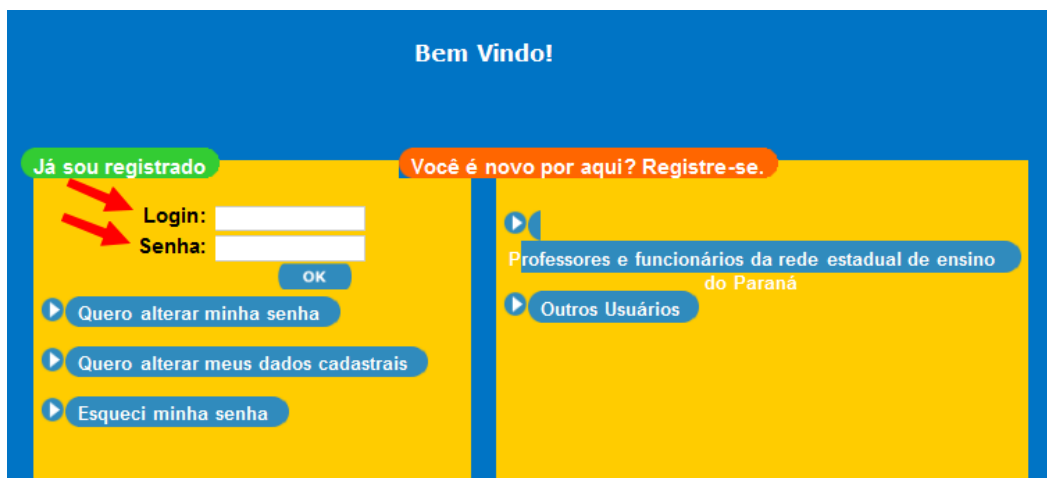 Bem Vindo!
Já sou registrado
Login:
Senha:
OK
Quero alterar minha senha
Quero alterar meus dados cadastrais
Esqueci minha senha
Você é novo por aqui? Registre-se.
Professores e funcionários da rede estadual de ensino
do Paraná
Outros Usuários